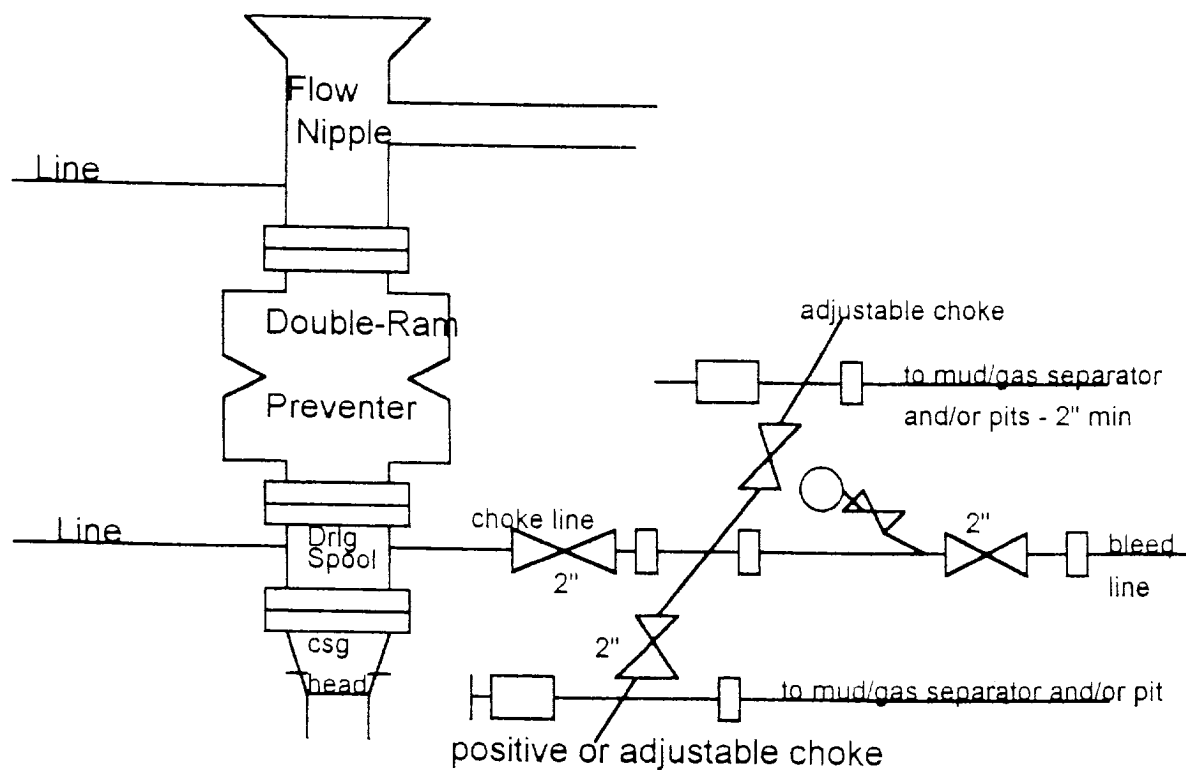 Flow
Nipple
Line
Double-Ram
adjustable choke
to mud/gas separator
Preventer
and/or pits - 2" min
Line
choke line
2"
Drlg
Spool
2"
bleed
line
csg
2"
head
to mud/gas separator and/or pit
positive or adjustable choke